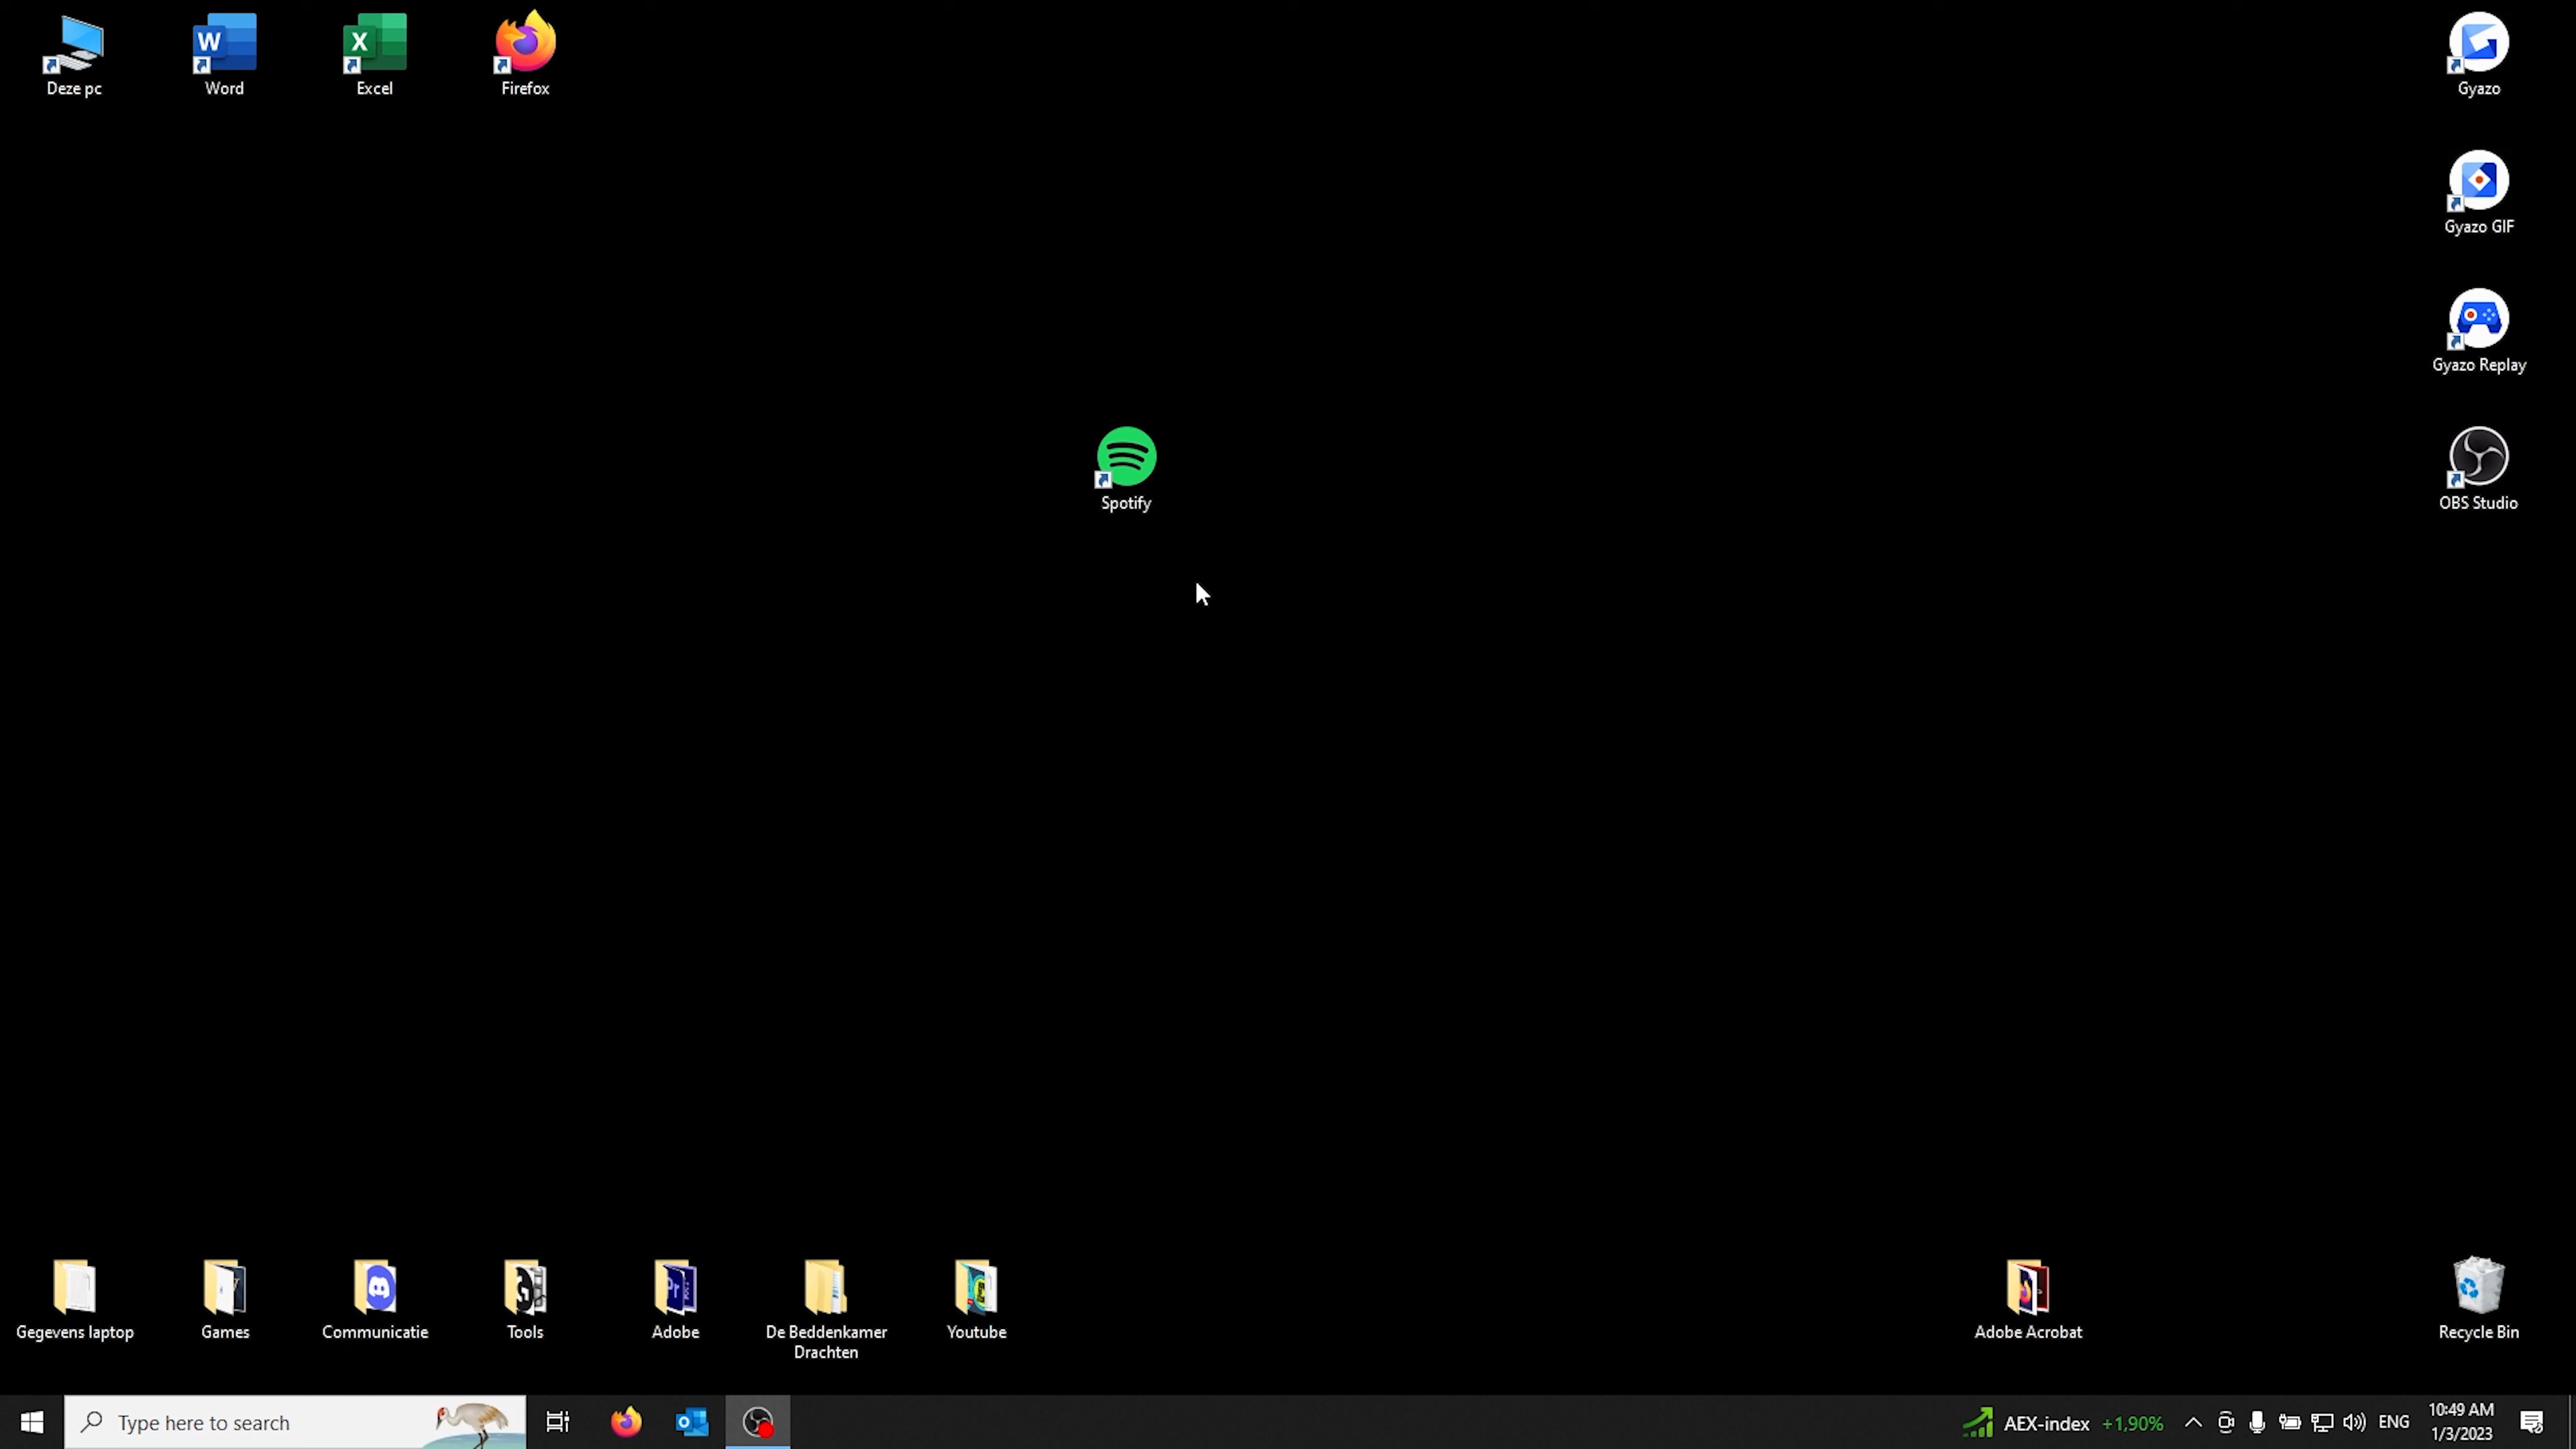 Deze pc
Word
Excel
Firefox
Gyazo
Gyazo GIF
Gyazo Replay
Spotify
OBS Studio
Gegevens laptop
Games
Communicatie
Tools
Adobe
De Beddenkamer
Drachten
Youtube
Adobe Acrobat
Recycle Bin
Type here to search
AEX-index +1,90%
ENG
10:49 AM
1/3/2023